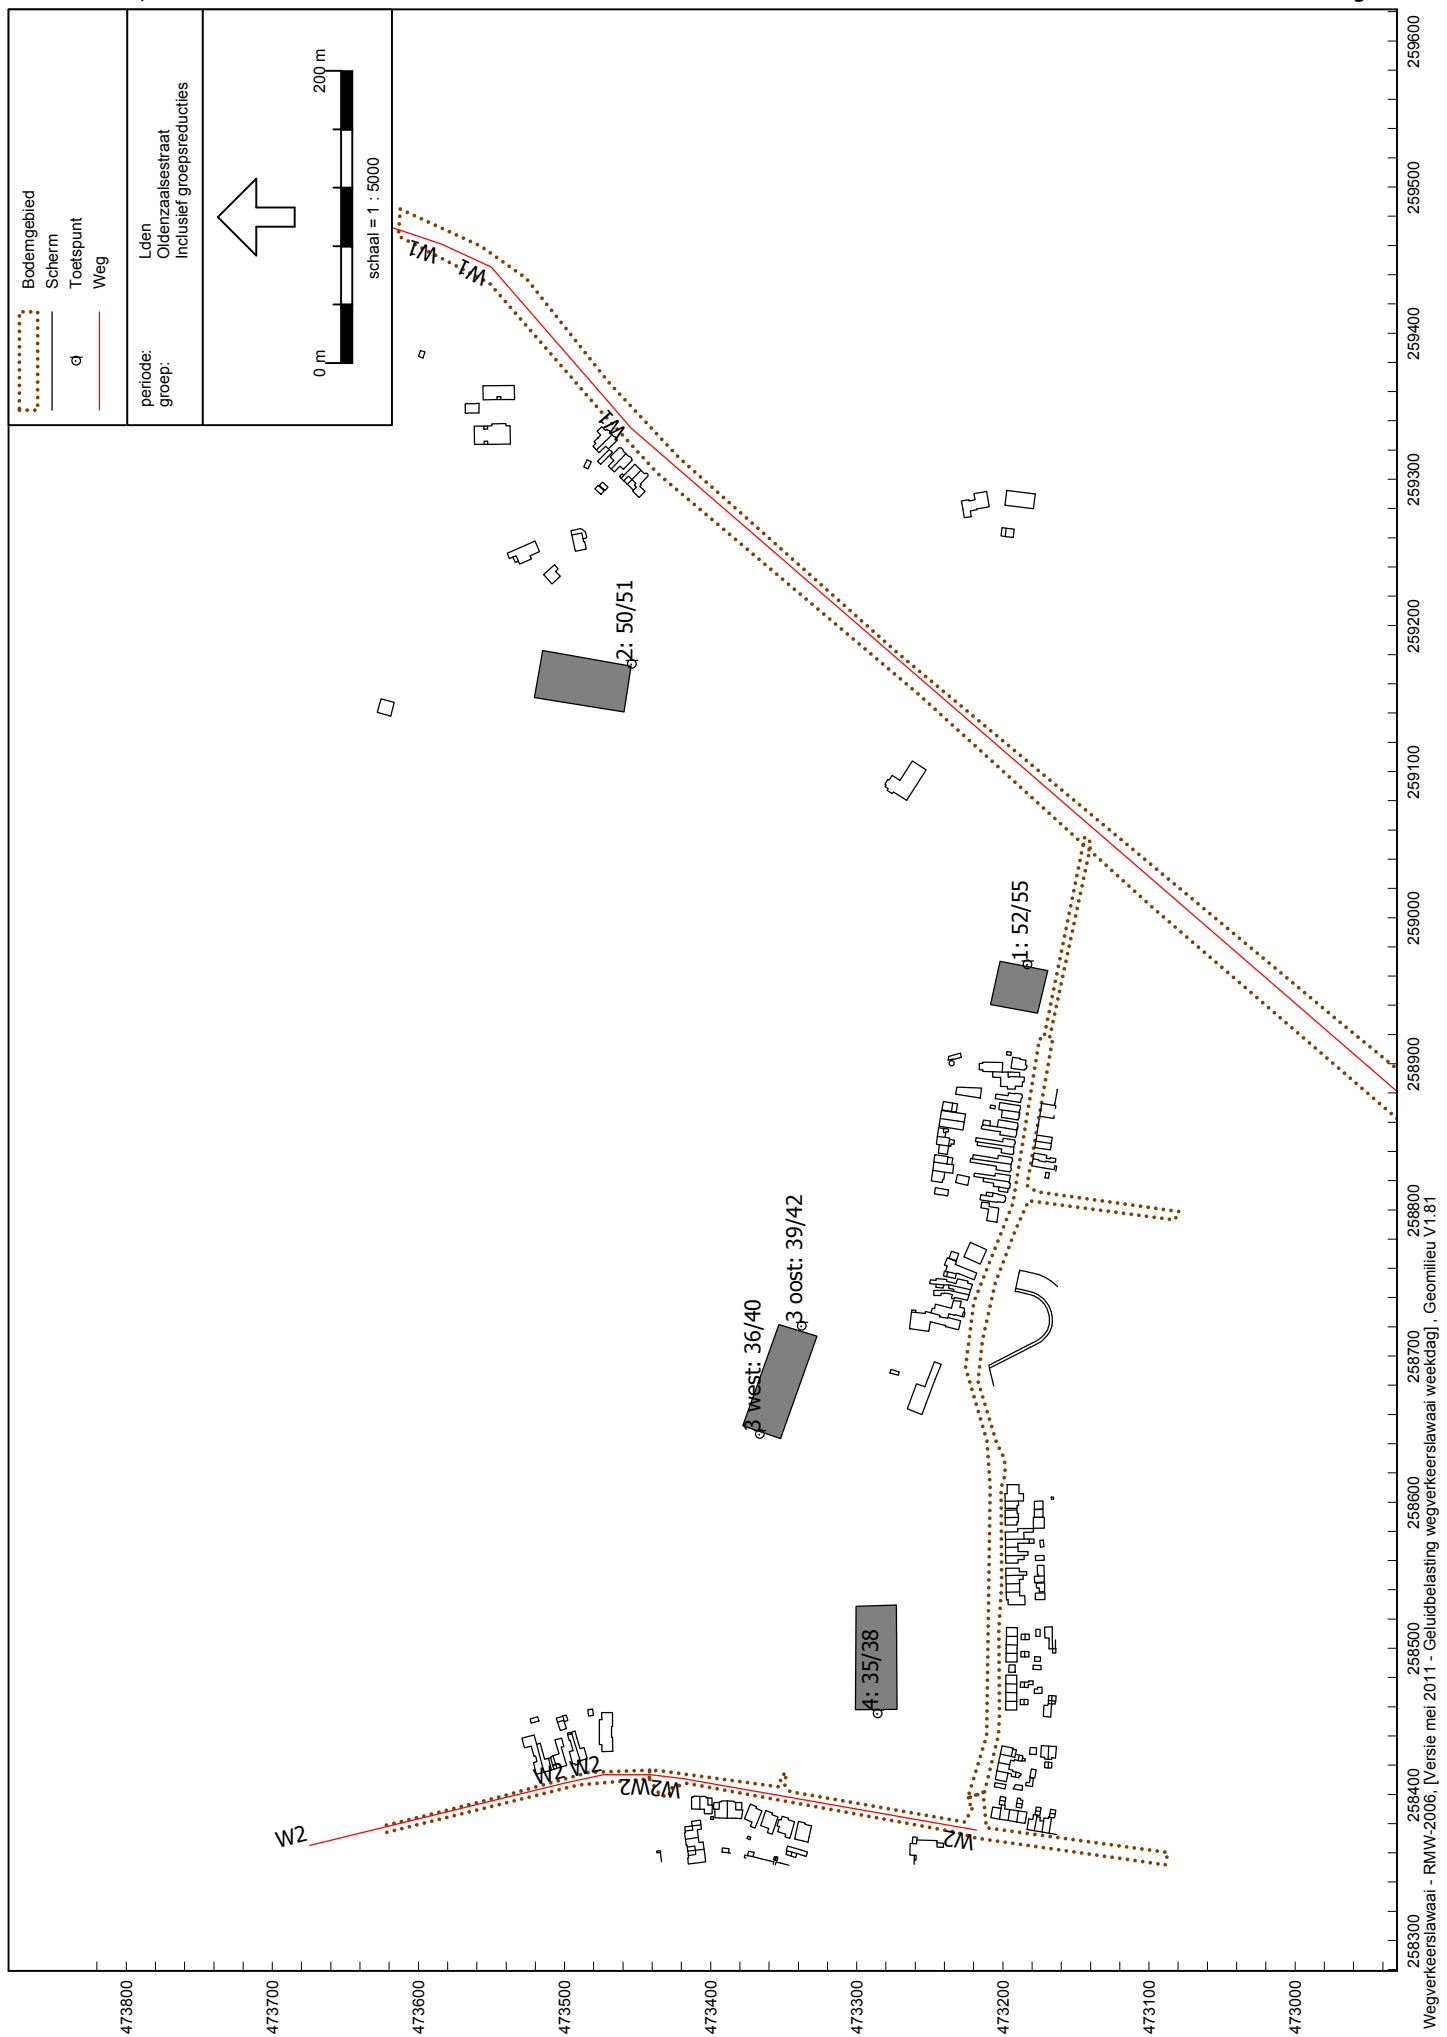 Bodemgebied
Scherm
Toetspunt
Weg
periode: Lden
groep: Oldenzaalsestraat
Inclusief groepsreducties
0 m 200 m
schaal = 1 : 5000
W1
W1
W1
2: 50/51
1: 52/55
3 oost: 39/42
3 west: 36/40
4: 35/38
W2
W2
W2
W2
W2
W2
473800
473700
473600
473500
473400
473300
473200
473100
473000
258300 258400 258500 258600 258700 258800 258900 259000 259100 259200 259300 259400 259500 259600
Wegverkeerslawaai - RMW-2006, [Versie mei 2011 - Geluidbelasting wegverkeerslawaai weekdag] , Geomilieu V1.81